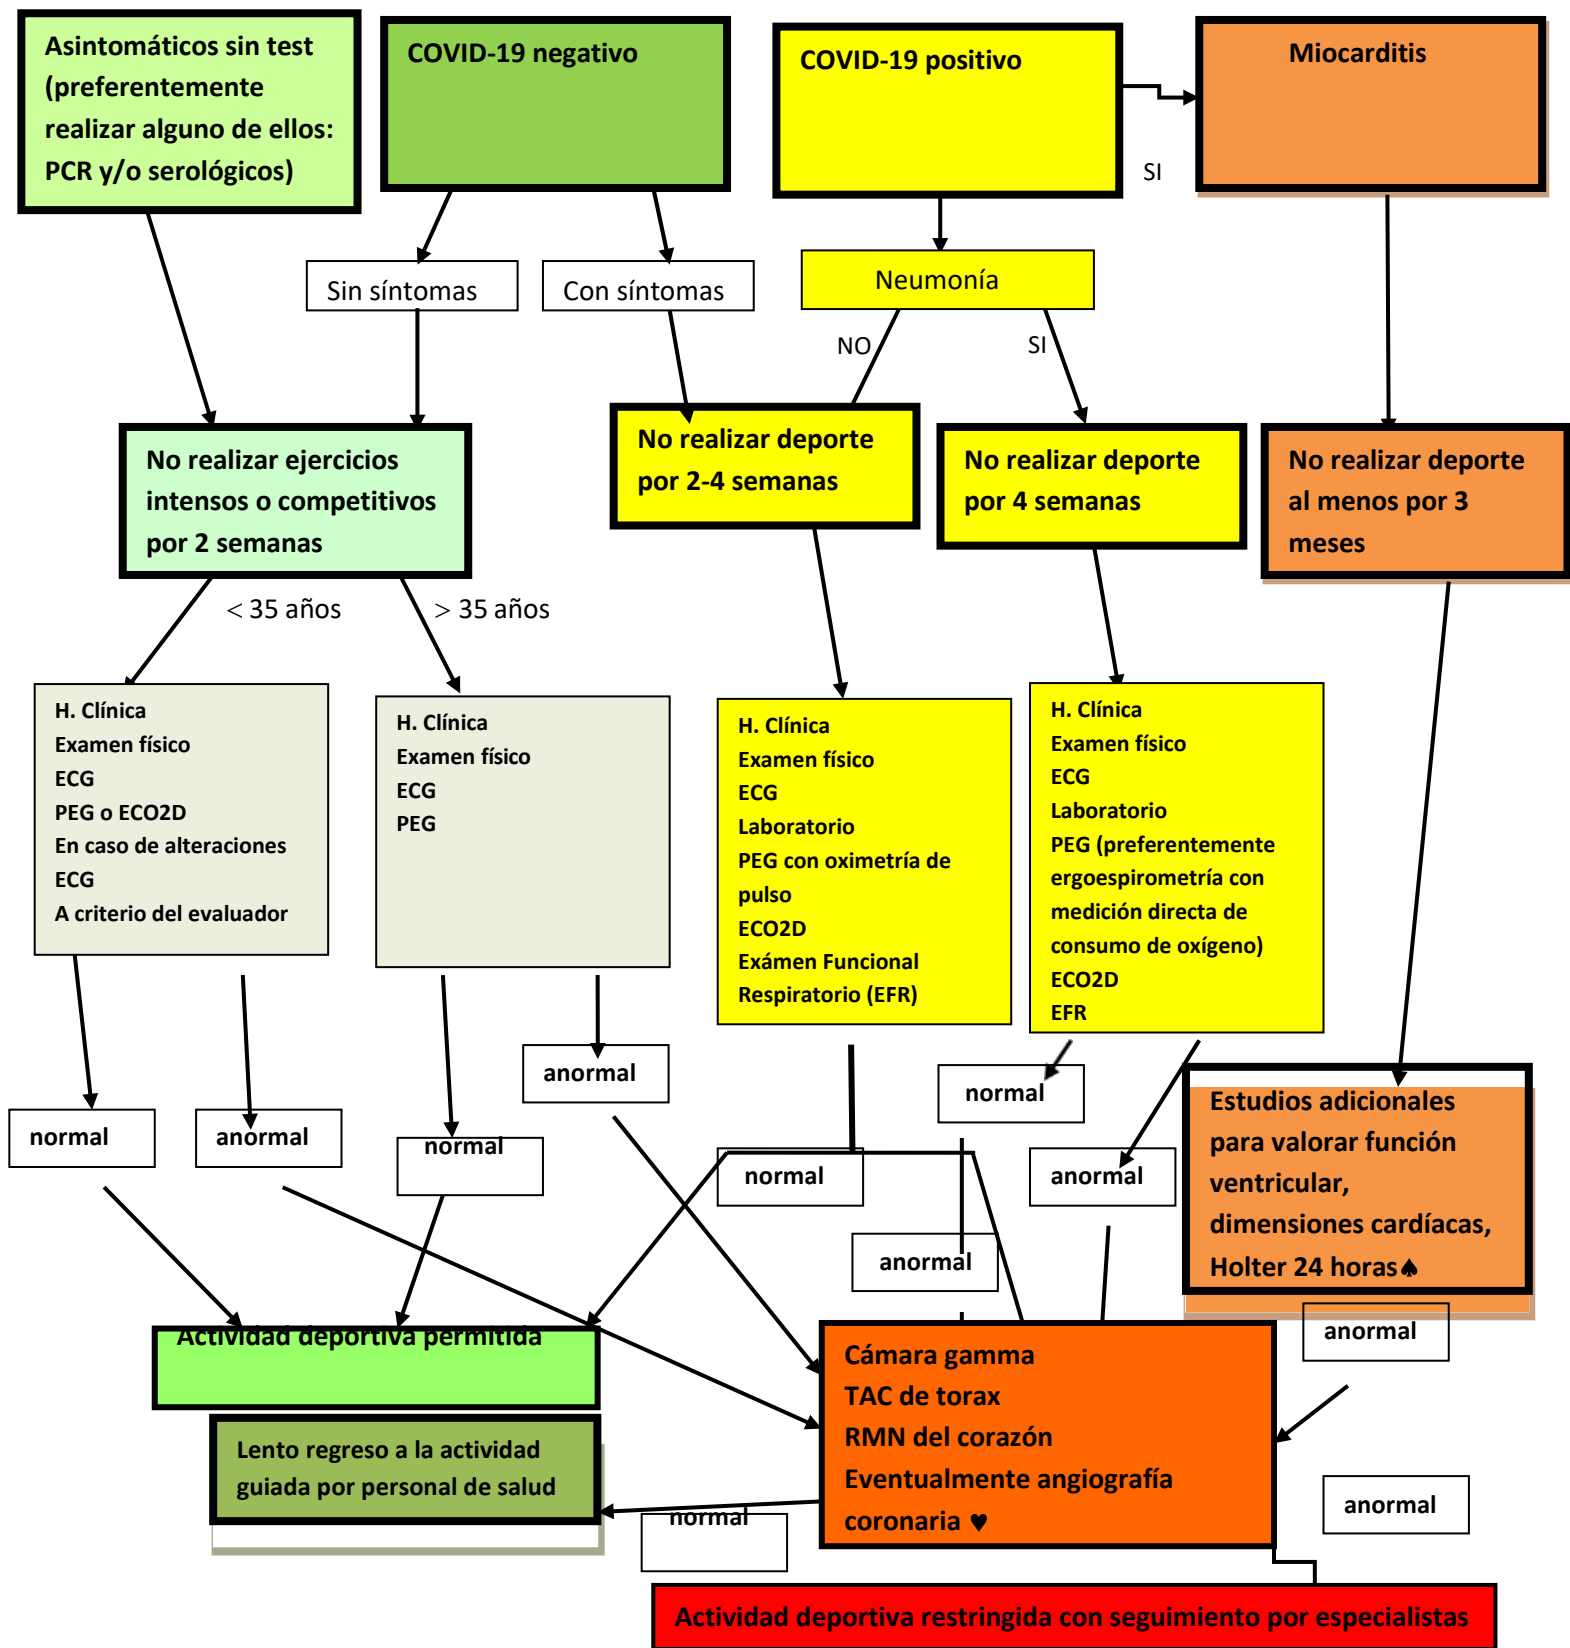 Asintomáticos sin test
(preferentemente
realizar alguno de ellos:
PCR y/o serológicos)
COVID-19 negativo
COVID-19 positivo
Miocarditis
SI
Sin síntomas
Con síntomas
Neumonía
NO
SI
No realizar ejercicios
intensos o competitivos
por 2 semanas
No realizar deporte
por 2-4 semanas
No realizar deporte
por 4 semanas
No realizar deporte
al menos por 3
meses
< 35 años
> 35 años
H. Clínica
Examen físico
ECG
PEG o ECO2D
En caso de alteraciones
ECG
A criterio del evaluador
H. Clínica
Examen físico
ECG
PEG
H. Clínica
Examen físico
ECG
Laboratorio
PEG con oximetría de
pulso
ECO2D
Exámen Funcional
Respiratorio (EFR)
H. Clínica
Examen físico
ECG
Laboratorio
PEG (preferentemente
ergoespirometría con
medición directa de
consumo de oxígeno)
ECO2D
EFR
normal
anormal
normal
anormal
normal
anormal
normal
anormal
Estudios adicionales
para valorar función
ventricular,
dimensiones cardíacas,
Holter 24 horas♠
anormal
Actividad deportiva permitida
Lento regreso a la actividad
guiada por personal de salud
Cámara gamma
TAC de torax
RMN del corazón
Eventualmente angiografía
coronaria ♥
normal
anormal
Actividad deportiva restringida con seguimiento por especialistas